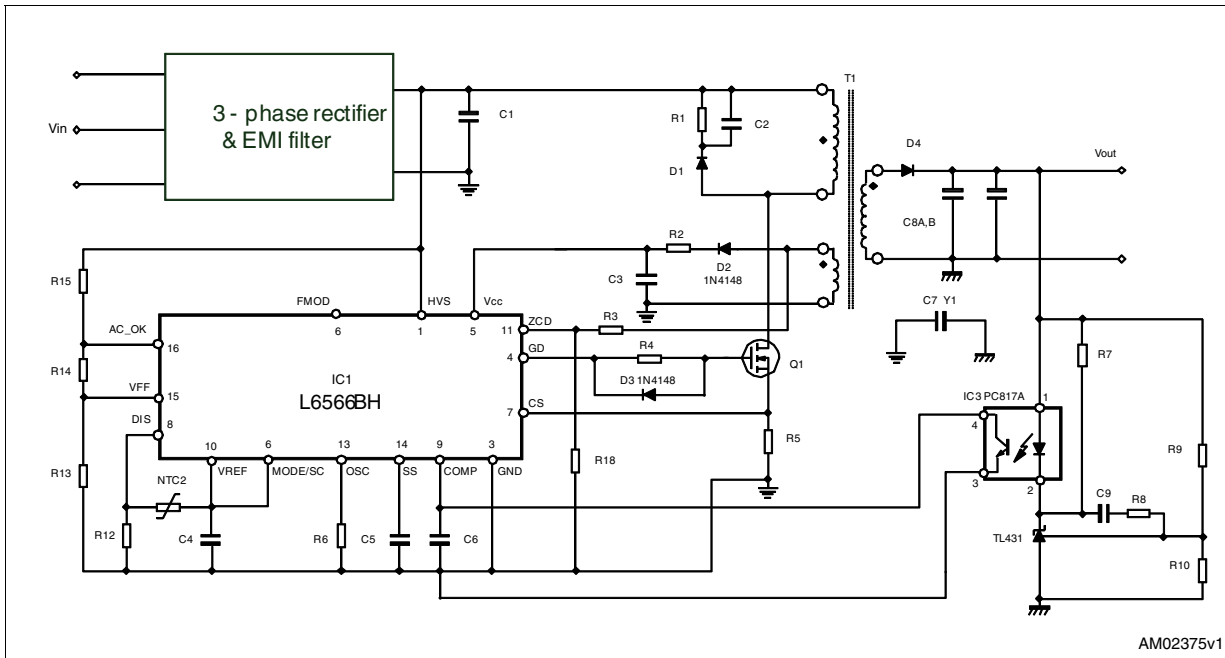 T1
3 - phase rectifier
& EMI filter
Vin
C1
R1
C2
D1
D4
Vout
C8A,B
R15
R2
C3
D2
1N4148
FMOD
HVS
Vcc
6
1
5
11
ZCD
R3
C7 Y1
AC_OK
16
4
GD
R4
Q1
R7
R14
IC1
L6566BH
D3 1N4148
VFF
15
DIS
8
7
CS
IC3 PC817A
1
4
R9
10
6
13
14
9
3
R5
R13
VREF
MODE/SC
OSC
SS
COMP
GND
R18
3
2
NTC2
C9
R8
R12
C4
R6
C5
C6
TL431
R10
AM02375v1